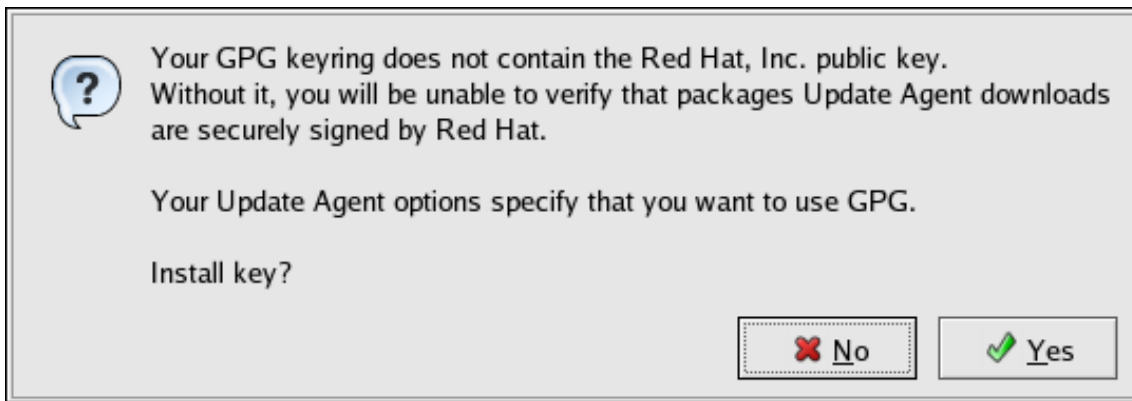 Your GPG keyring does not contain the Red Hat, Inc. public key.
Without it, you will be unable to verify that packages Update Agent downloads
are securely signed by Red Hat.
Your Update Agent options specify that you want to use GPG.
Install key?
No
Yes